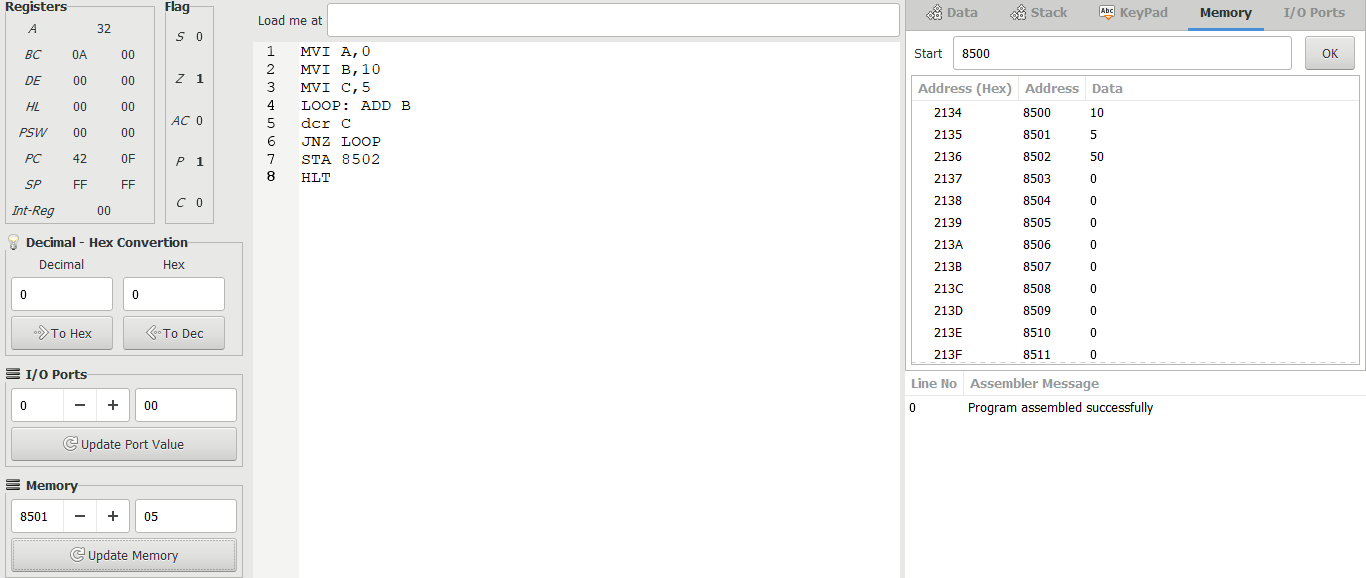 Registers
A 32
BC 0A 00
DE 00 00
HL 00 00
PSW 00 00
PC 42 0F
SP FF FF
Int-Reg 00
Flag
S 0
Z 1
AC 0
P 1
C 0
Decimal - Hex Convertion
Decimal Hex
0 0
To Hex To Dec
I/O Ports
0 − + 00
Update Port Value
Memory
8501 − + 05
Update Memory
Load me at
1 MVI A,0
2 MVI B,10
3 MVI C,5
4 LOOP: ADD B
5 dcr C
6 JNZ LOOP
7 STA 8502
8 HLT
Data Stack Abc KeyPad Memory I/O Ports
Start 8500 OK
Address (Hex) Address Data
2134 8500 10
2135 8501 5
2136 8502 50
2137 8503 0
2138 8504 0
2139 8505 0
213A 8506 0
213B 8507 0
213C 8508 0
213D 8509 0
213E 8510 0
213F 8511 0
Line No Assembler Message
0 Program assembled successfully